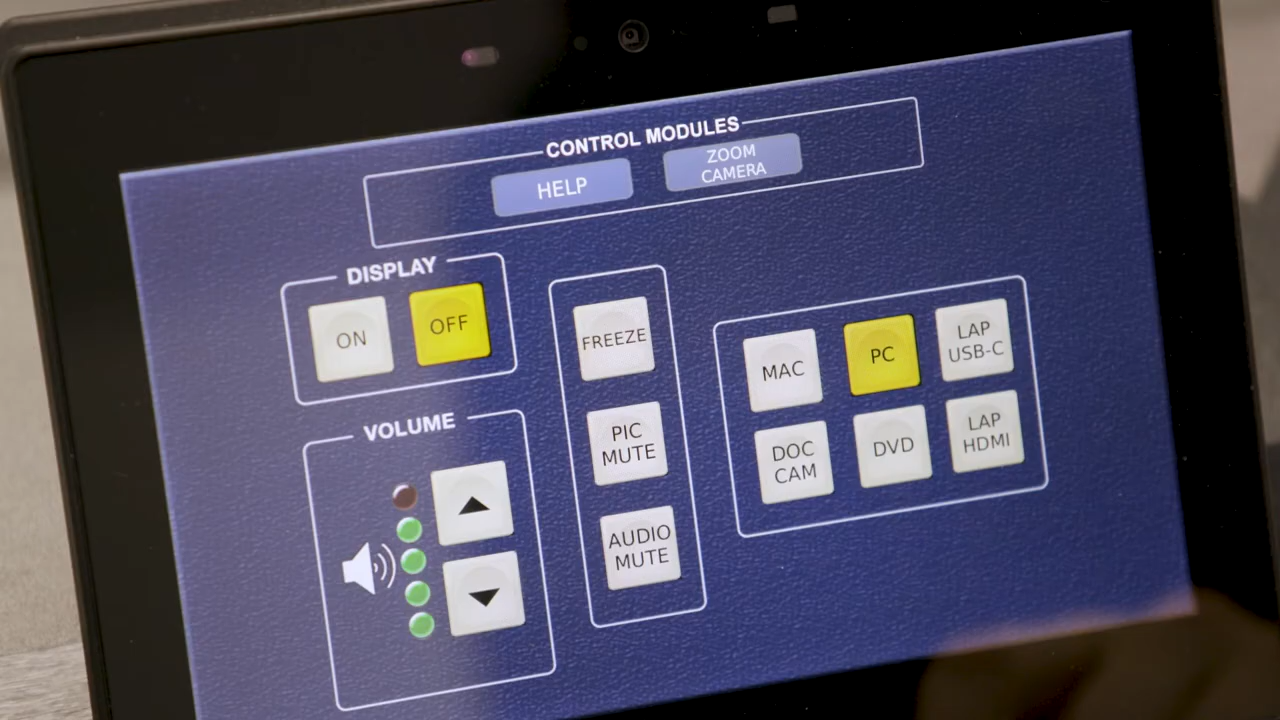 CONTROL MODULES
HELP
ZOOM
CAMERA
DISPLAY
ON
OFF
VOLUME
FREEZE
PIC
MUTE
AUDIO
MUTE
MAC
PC
LAP
USB-C
DOC
CAM
DVD
LAP
HDMI